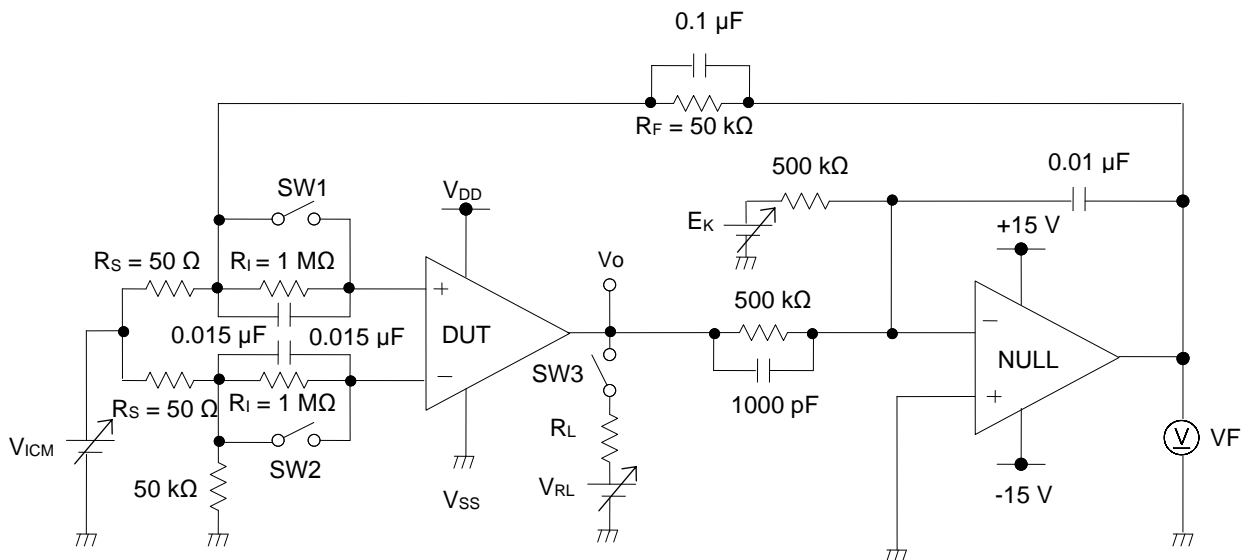 0.1 µF
RF = 50 kΩ
500 kΩ
0.01 µF
SW1
VDD
EK
+15 V
RS = 50 Ω
RI = 1 MΩ
Vo
+
500 kΩ
−
0.015 µF
0.015 µF
DUT
NULL
−
SW3
+
RS = 50 Ω
RI = 1 MΩ
1000 pF
RL
V
VF
VICM
SW2
VRL
-15 V
50 kΩ
VSS